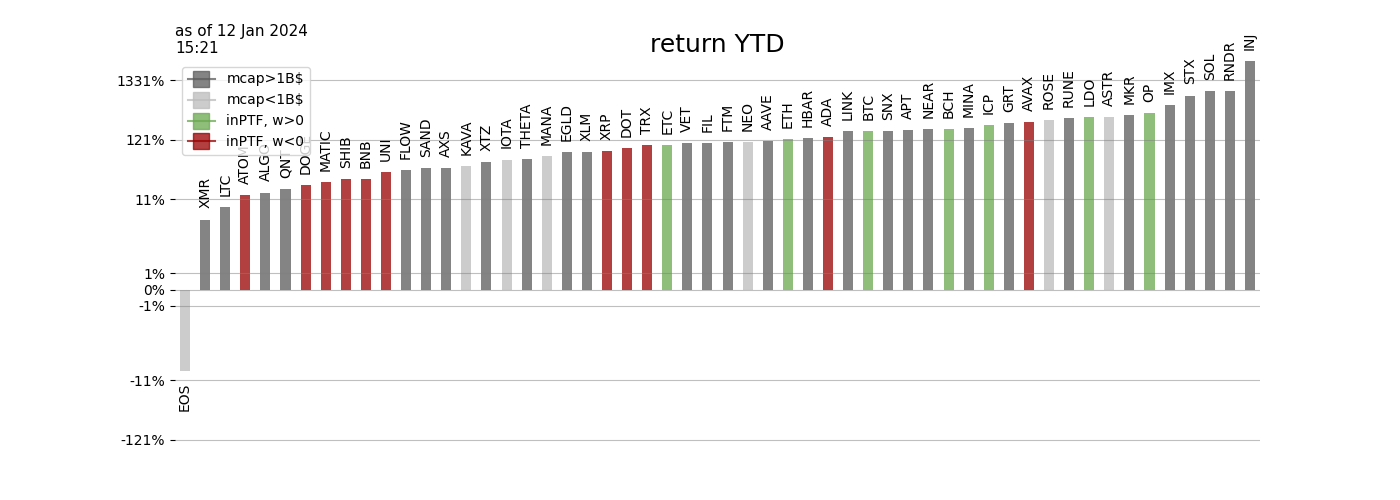 as of 12 Jan 2024
15:21
return YTD
mcap>1B$
mcap<1B$
inPTF, w>0
inPTF, w<0
1331%
121%
11%
1%
0%
-1%
-11%
-121%
EOS
XMR
LTC
ATOM
ALGO
QNT
DOGE
MATIC
SHIB
BNB
UNI
FLOW
SAND
AXS
KAVA
XTZ
IOTA
THETA
MANA
EGLD
XLM
XRP
DOT
TRX
ETC
VET
FIL
FTM
NEO
AAVE
ETH
HBAR
ADA
LINK
BTC
SNX
APT
NEAR
BCH
MINA
ICP
GRT
AVAX
ROSE
RUNE
LDO
ASTR
MKR
OP
IMX
STX
SOL
RNDR
INJ